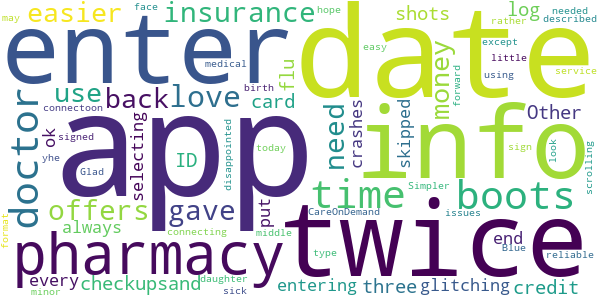 may
face
insurance
hope
shots
log
needed
described
easier
rather
enter
date
except
medical
flu
easy
little
money
forward
service
doctor
use
back
love
card
using
connectoon
birth
app
info
Other
selecting
need
crashes
skipped
ok
signed
ID
disappointed
today
sign
look
scrolling
yhe
Glad
put
time
Simpler
boots
offers
gave
twice
CareOnDemand
issues
always
end
Blue
format
pharmacy
connecting
middle
type
reliable
every
checkupsand
daughter
entering
three
glitching
credit
minor
sick